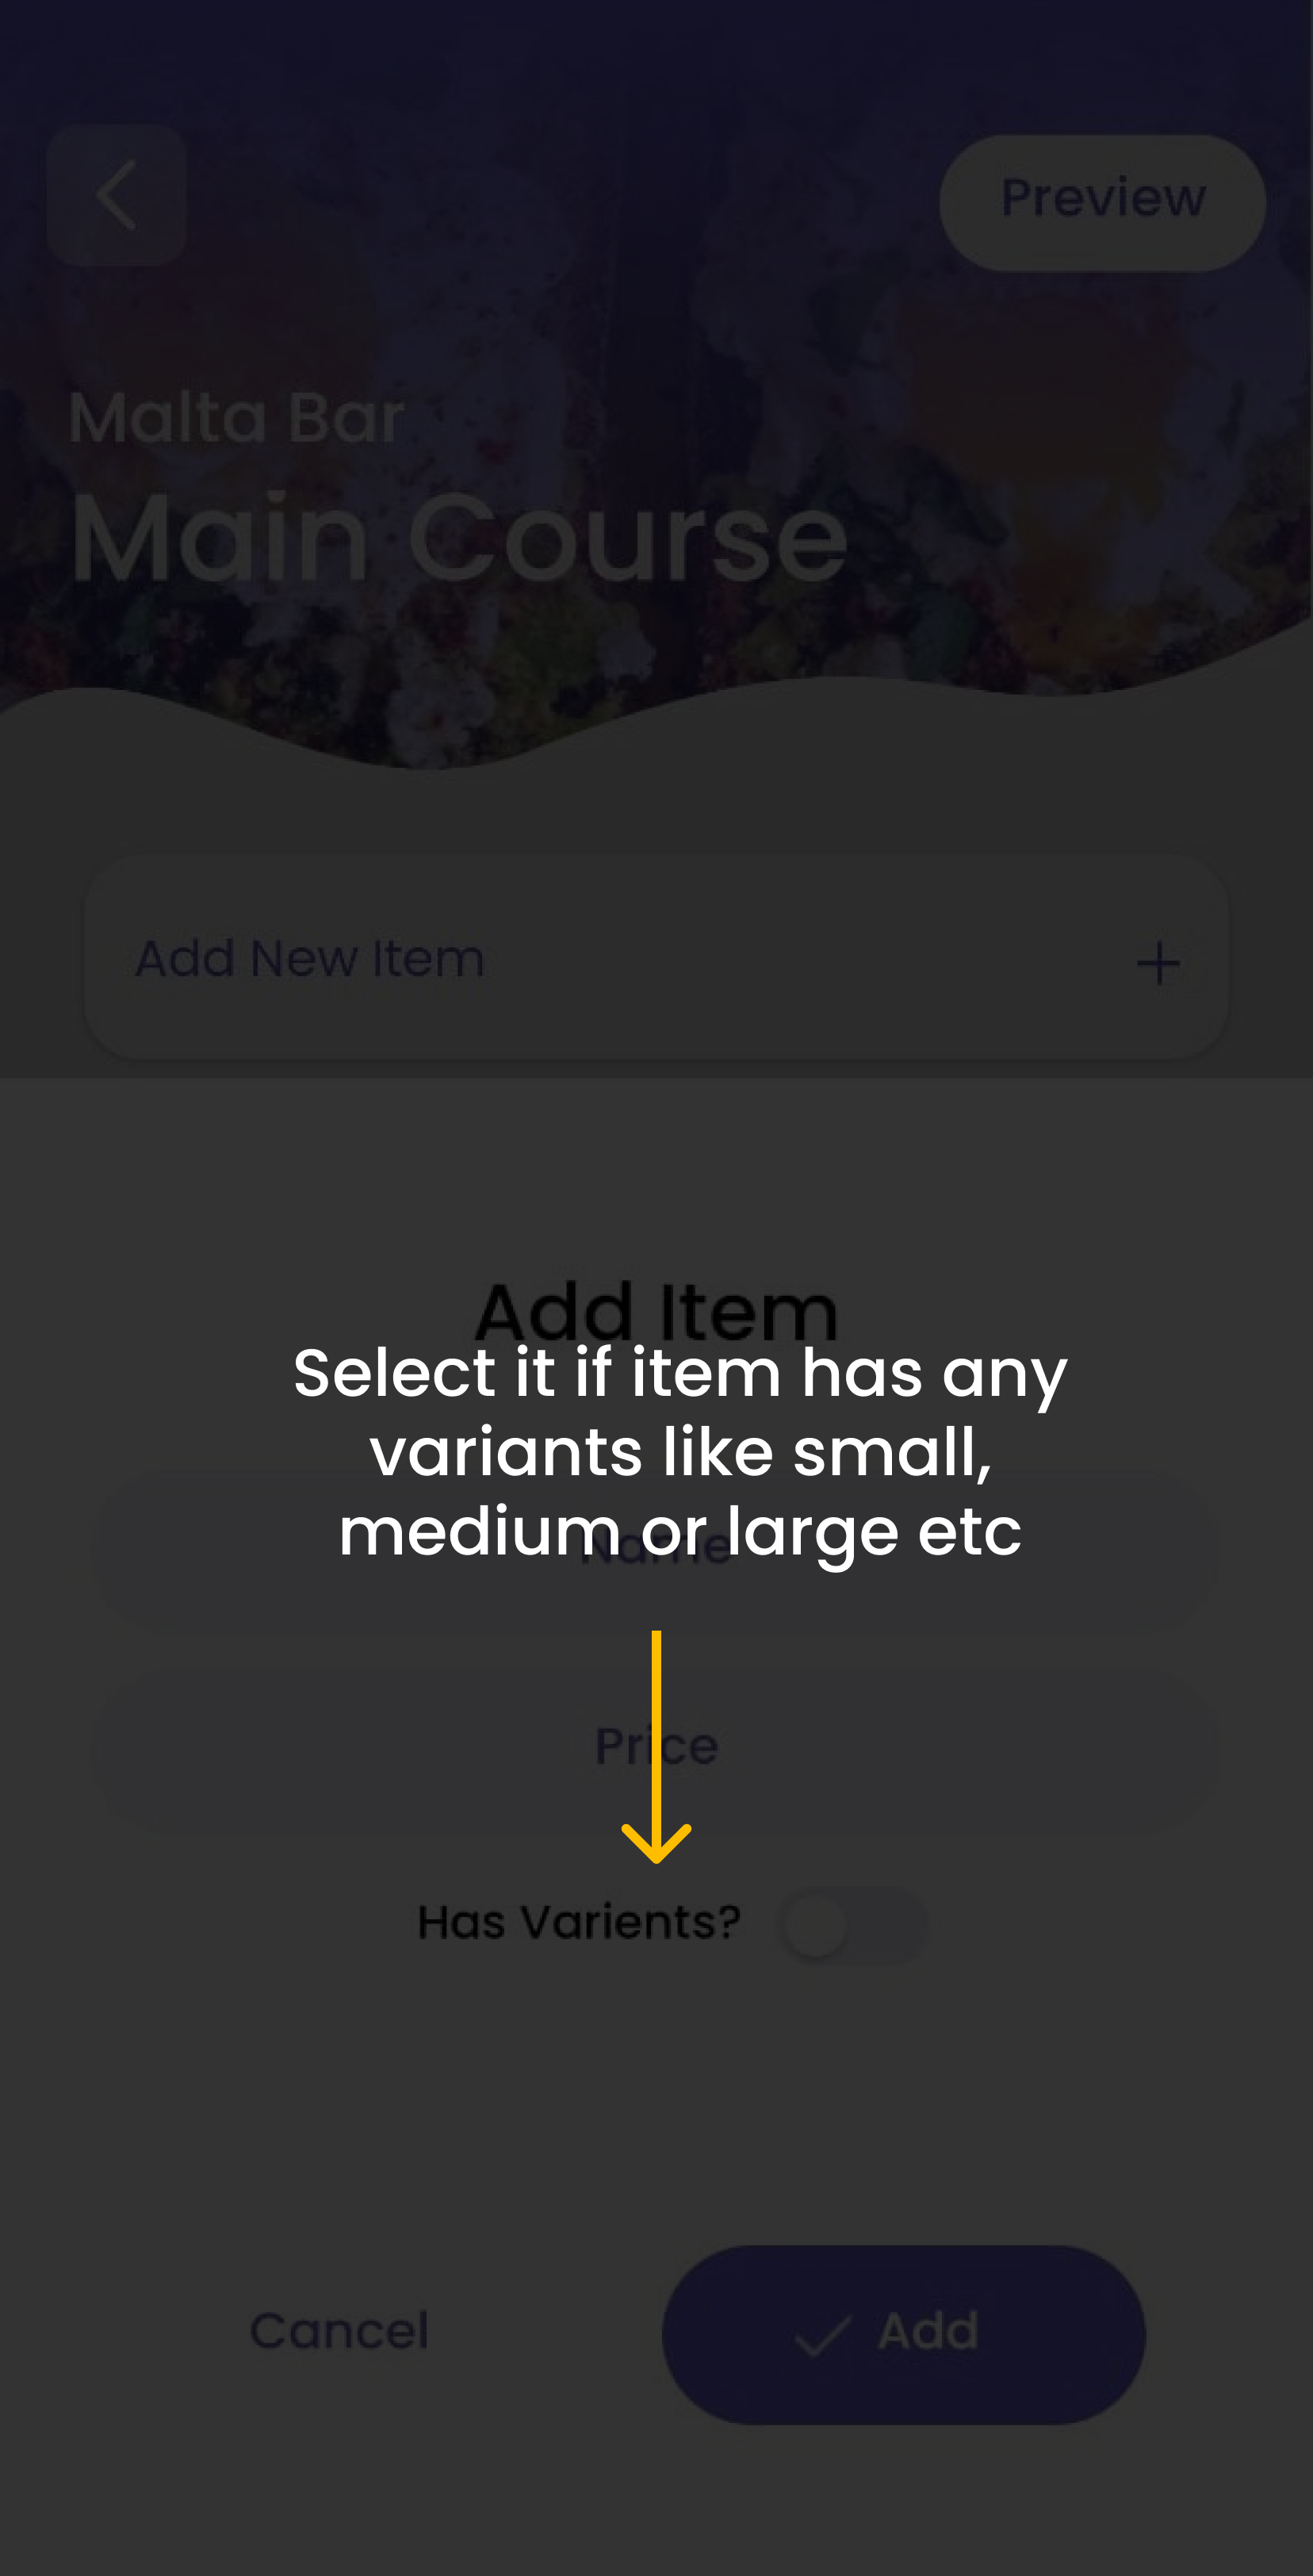 Preview
Malta Bar
Main Course
Add New Item
Add Item
Select it if item has any
variants like small,
medium or large etc
Name
Price
Has Varients?
Cancel
Add